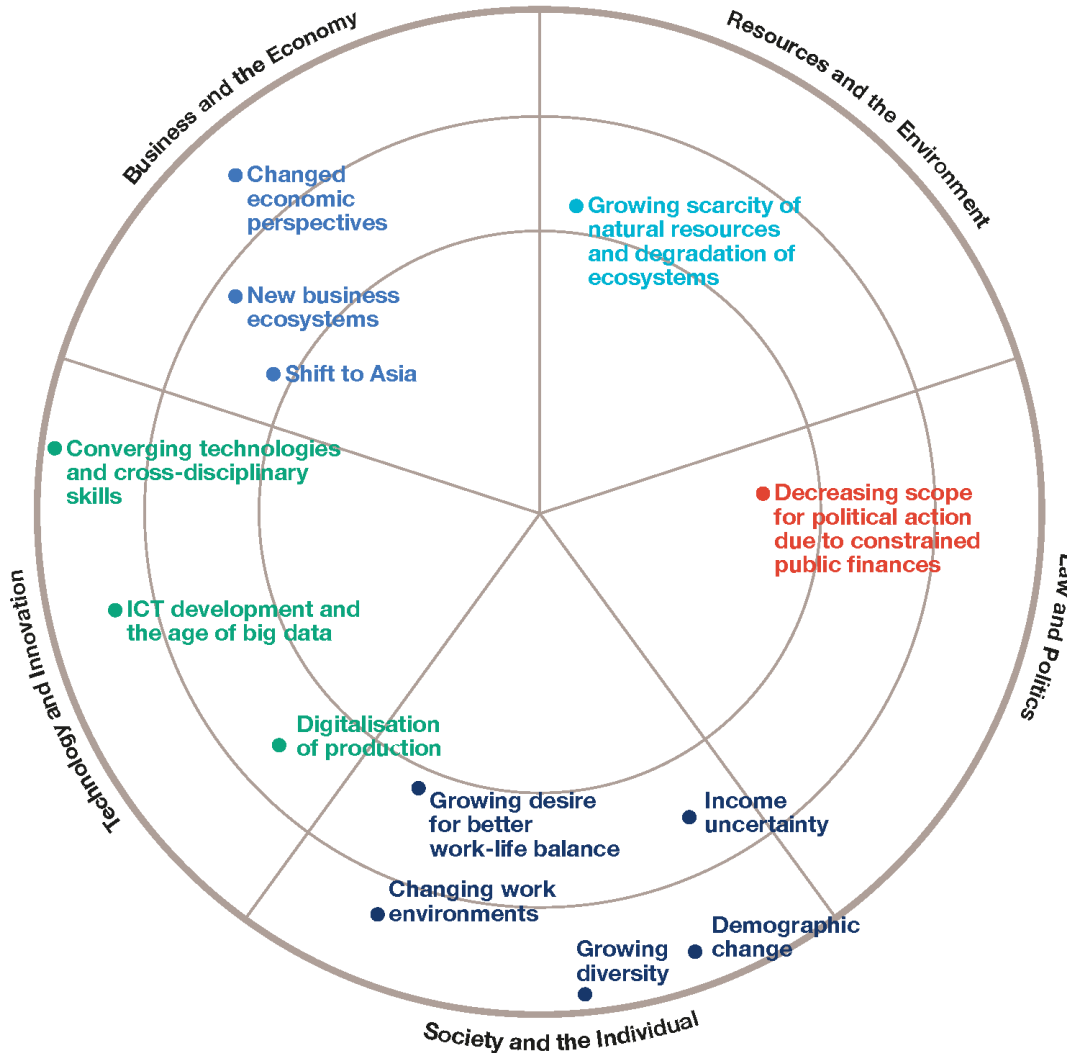 Business and the Economy
Resources and the Environment
Changed
economic
perspectives
Growing scarcity of
natural resources
and degradation of
ecosystems
New business
ecosystems
Shift to Asia
Converging technologies
and cross-disciplinary
skills
Decreasing scope
for political action
due to constrained
public finances
Law and Politics
ICT development and
the age of big data
Technology and Innovation
Digitalisation
of production
Growing desire
for better
work-life balance
Income
uncertainty
Changing work
environments
Demographic
change
Growing
diversity
Society and the Individual